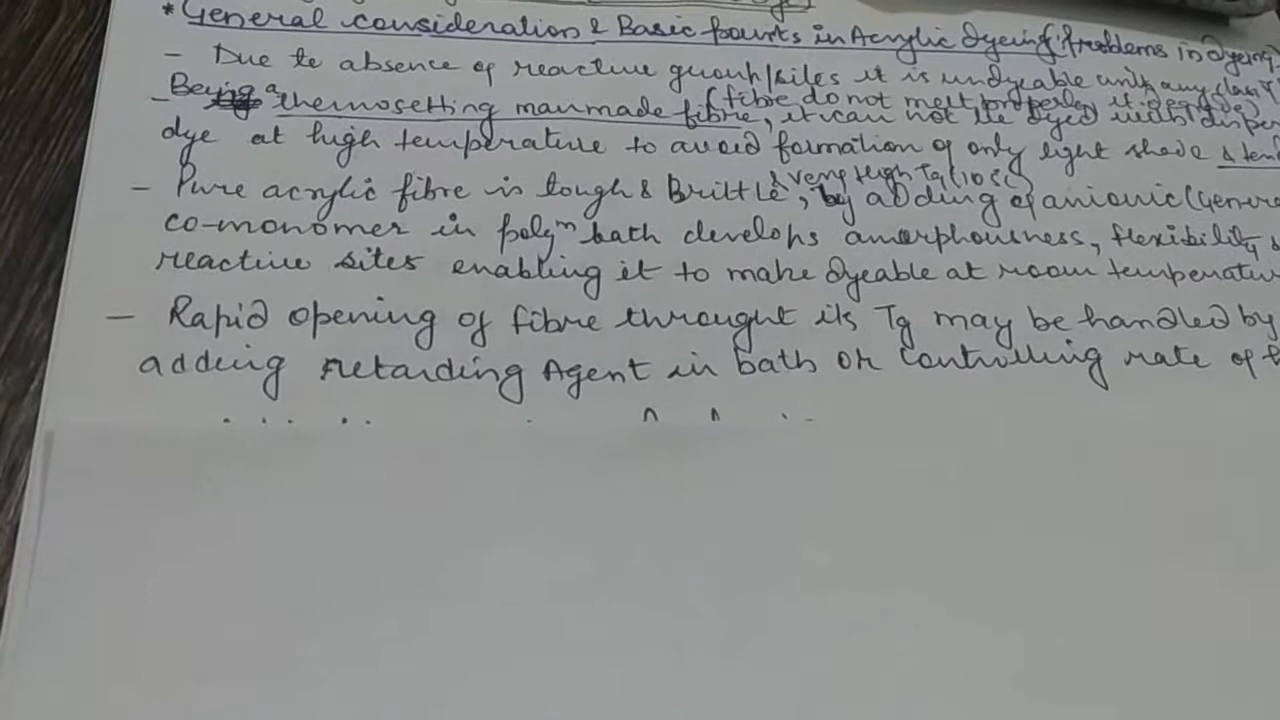 * General consideration & Basic points in Acrylic Dyeing (Problems in Dyeing)
- Due to absence of reactive group/sites it is undyeable with any class
- Being a thermosetting manmade fibre, (fibre do not melt properly it degrade) it can not be dyed with disper
dye at high temperature to avoid formation of only light shade & ten
- Pure acrylic fibre is tough & Brittle, & very High Tg by adding of anionic (Genera
co-monomer in polymn bath develops amorphousness, flexibility &
reactive sites enabling it to make dyeable at room temperatur
- Rapid opening of fibre throught its Tg may be handled by
adding retarding Agent in bath or controlling rate of